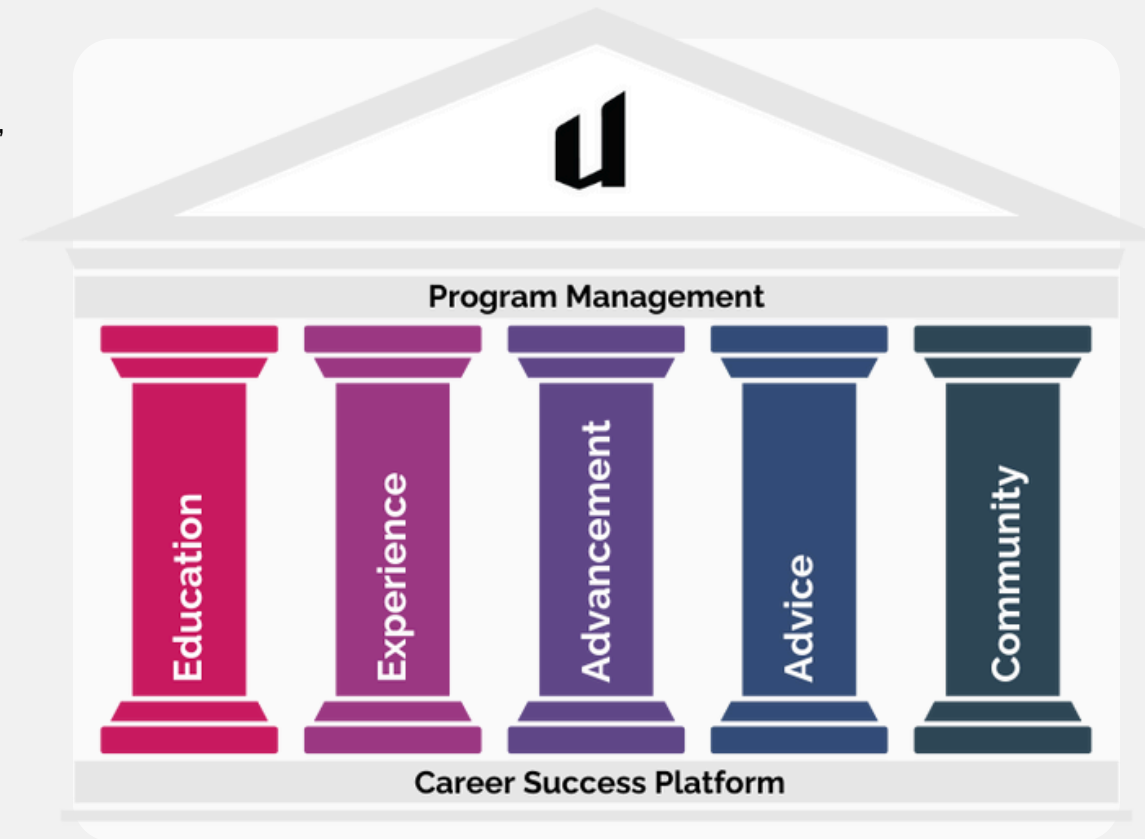 ,
u
Program Management
Education
Experience
Advancement
Advice
Community
Career Success Platform